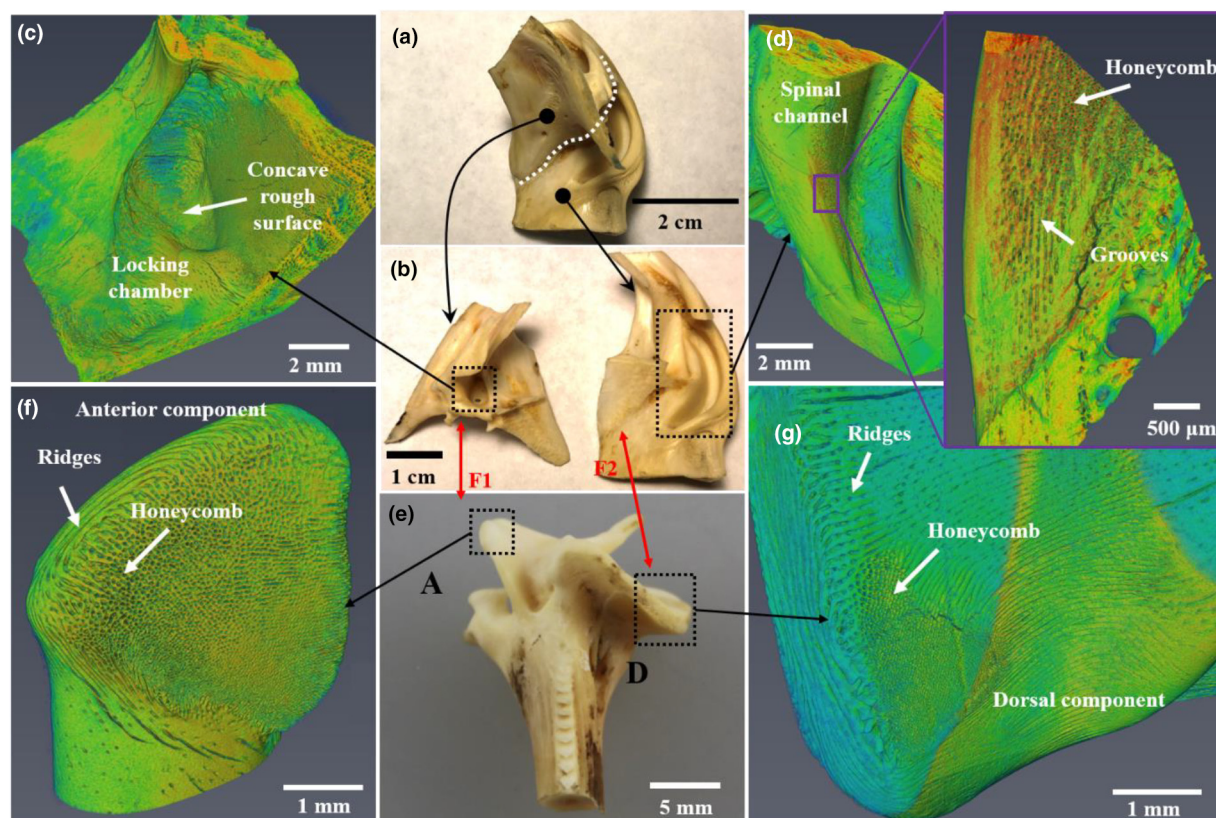 (c)
Concave
rough
surface
Locking
chamber
2 mm
(a)
2 cm
(b)
1 cm
F1
F2
(d)
Spinal
channel
2 mm
Honeycomb
Grooves
500 µm
(f)
Anterior component
Ridges
Honeycomb
1 mm
(e)
A
D
5 mm
(g)
Ridges
Honeycomb
Dorsal component
1 mm